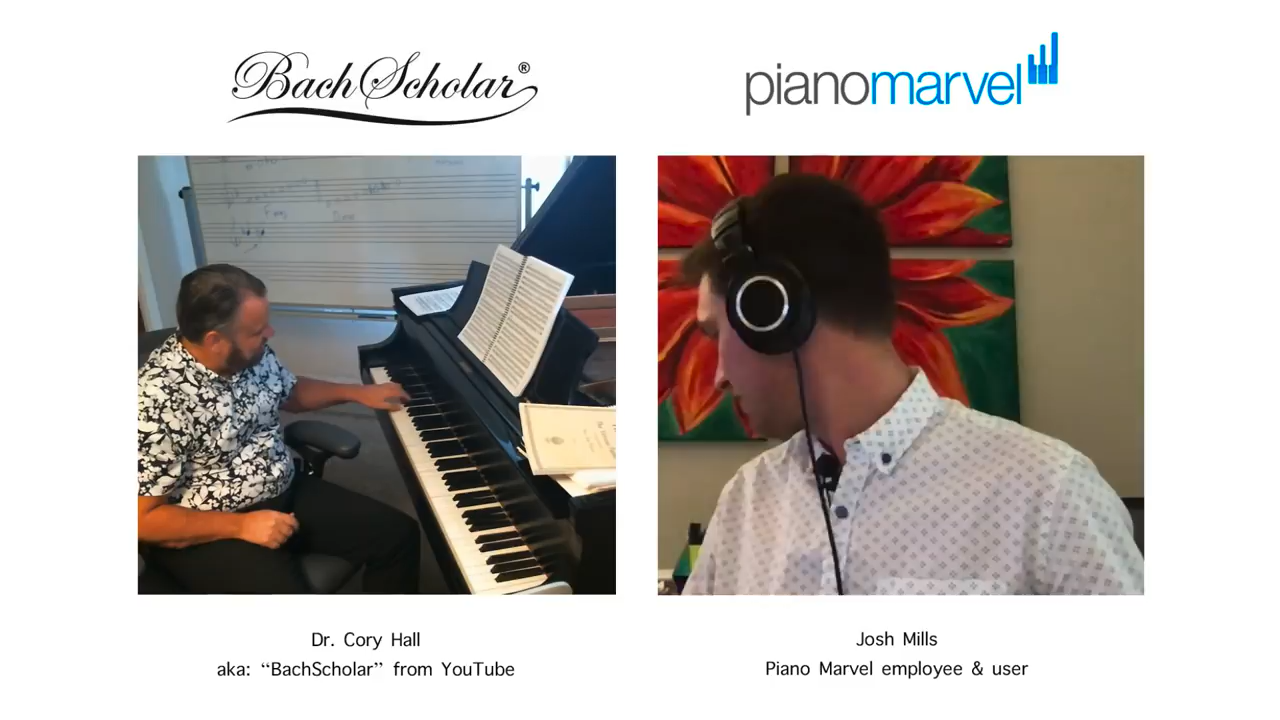 BachScholar®
pianomarvel
Dr. Cory Hall
aka: “BachScholar” from YouTube
Josh Mills
Piano Marvel employee & user